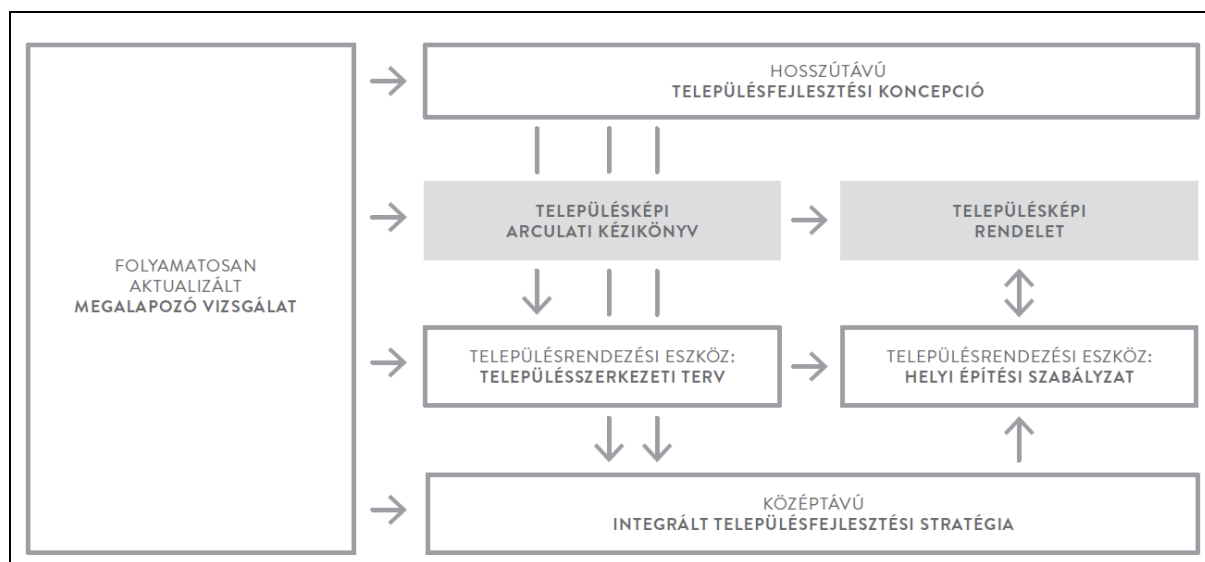 FOLYAMATOSAN
AKTUALIZÁLT
MEGALAPOZÓ VIZSGÁLAT
HOSSZÚTÁVÚ
TELEPÜLÉSFEJLESZTÉSI KONCEPCIÓ
TELEPÜLÉSKÉPI
ARCULATI KÉZIKÖNYV
TELEPÜLÉSKÉPI
RENDELET
TELEPÜLÉSRENDEZÉSI ESZKÖZ:
TELEPÜLÉSSZERKEZETI TERV
TELEPÜLÉSRENDEZÉSI ESZKÖZ:
HELYI ÉPÍTÉSI SZABÁLYZAT
KÖZÉPTÁVÚ
INTEGRÁLT TELEPÜLÉSFEJLESZTÉSI STRATÉGIA